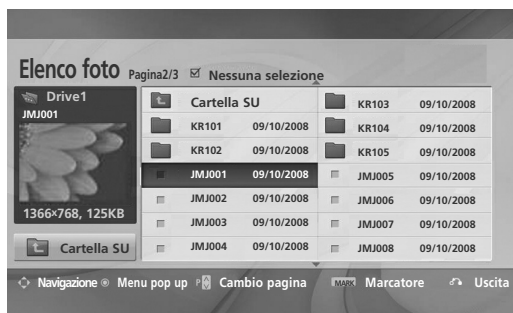 Elenco foto Pagina2/3 Nessuna selezione
Drive1
JMJ001
1366×768, 125KB
Cartella SU
Cartella SU
KR101 09/10/2008
KR102 09/10/2008
JMJ001 09/10/2008
JMJ002 09/10/2008
JMJ003 09/10/2008
JMJ004 09/10/2008
KR103 09/10/2008
KR104 09/10/2008
KR105 09/10/2008
JMJ005 09/10/2008
JMJ006 09/10/2008
JMJ007 09/10/2008
JMJ008 09/10/2008
Navigazione Menu pop up P Cambio pagina MARK Marcatore Uscita